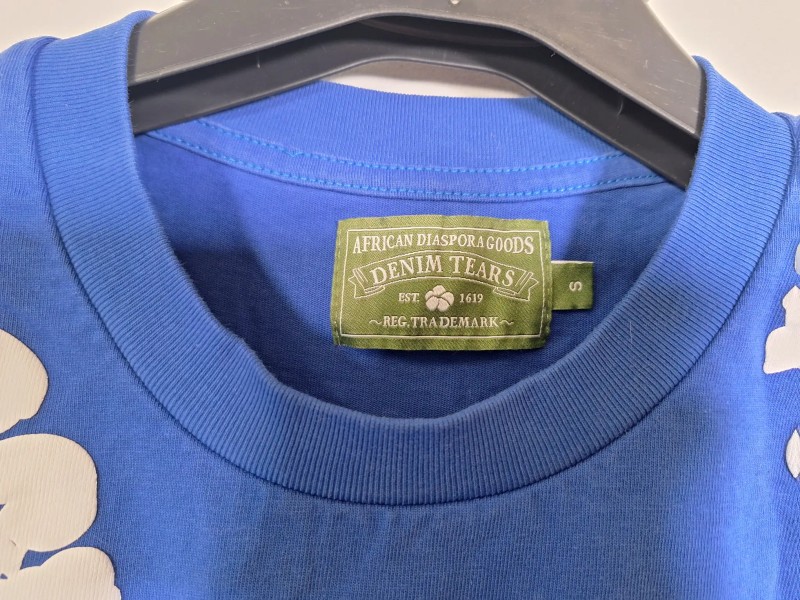 AFRICAN DIASPORA GOODS
DENIM TEARS
EST. 1619
~REG. TRADEMARK~
S